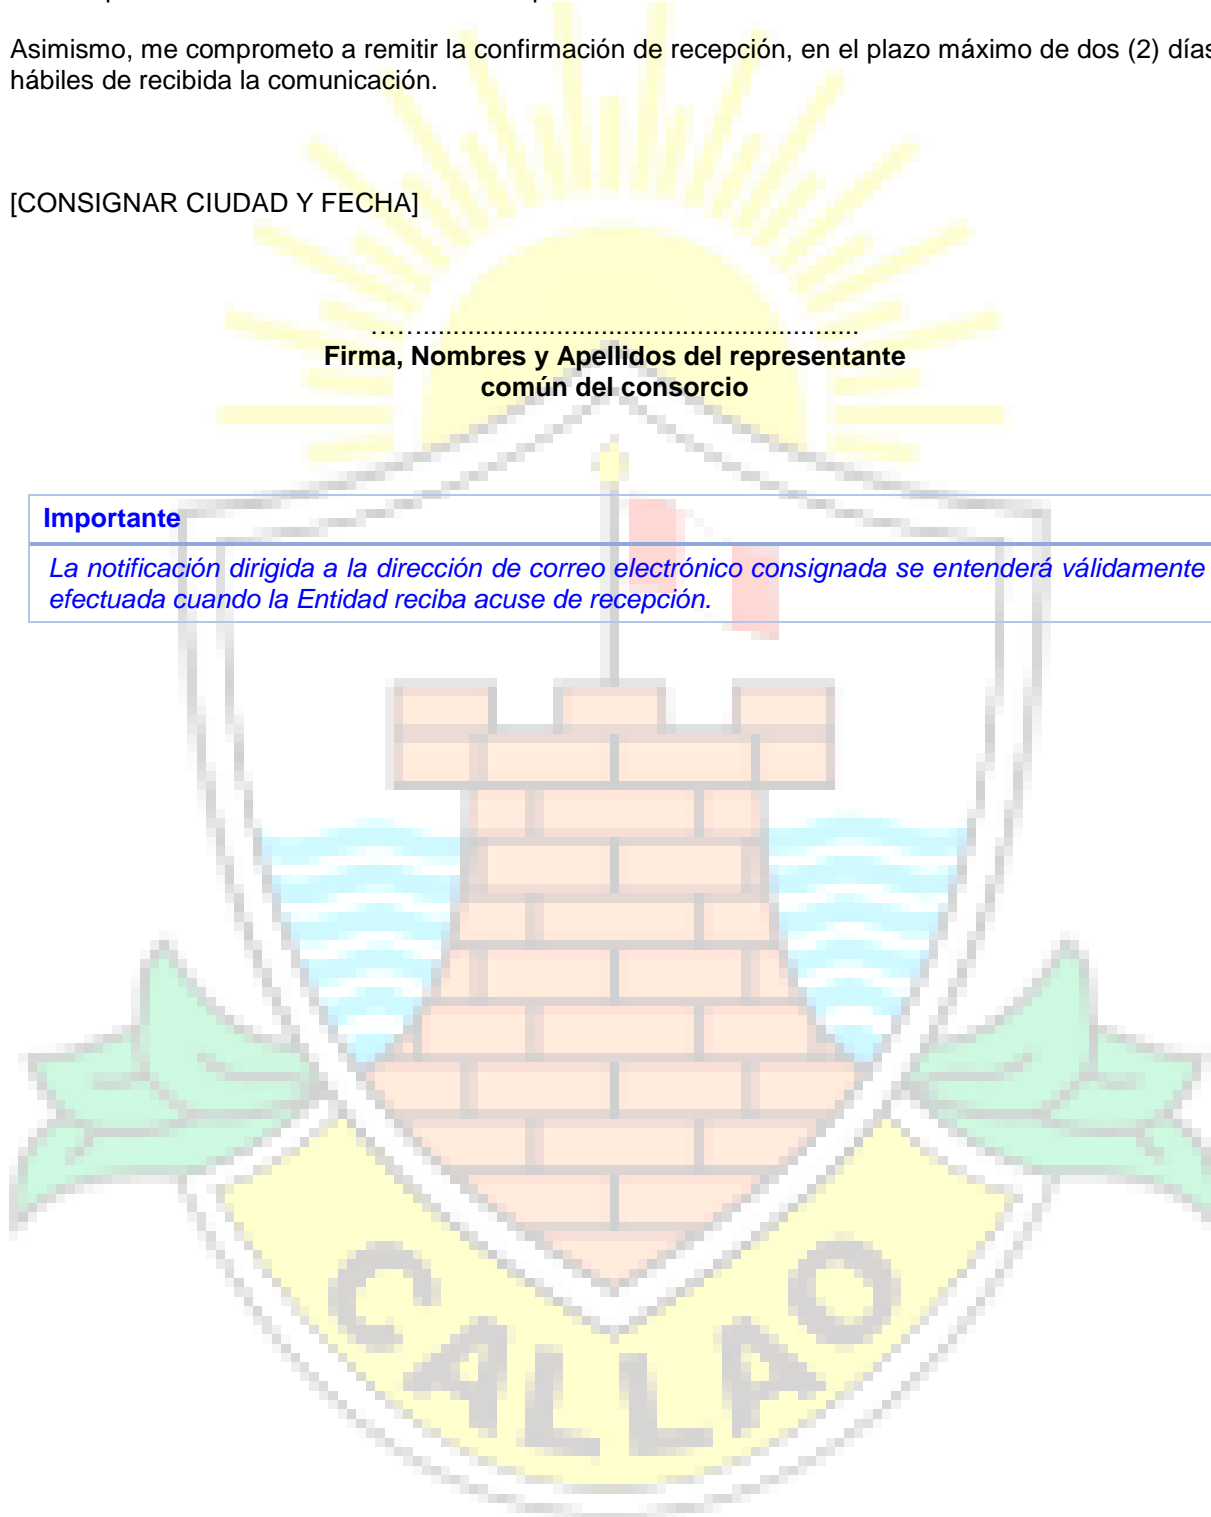 Asimismo, me comprometo a remitir la confirmación de recepción, en el plazo máximo de dos (2) días
hábiles de recibida la comunicación.
[CONSIGNAR CIUDAD Y FECHA]
……...........................................................
Firma, Nombres y Apellidos del representante
común del consorcio
Importante
La notificación dirigida a la dirección de correo electrónico consignada se entenderá válidamente
efectuada cuando la Entidad reciba acuse de recepción.
CALLAO